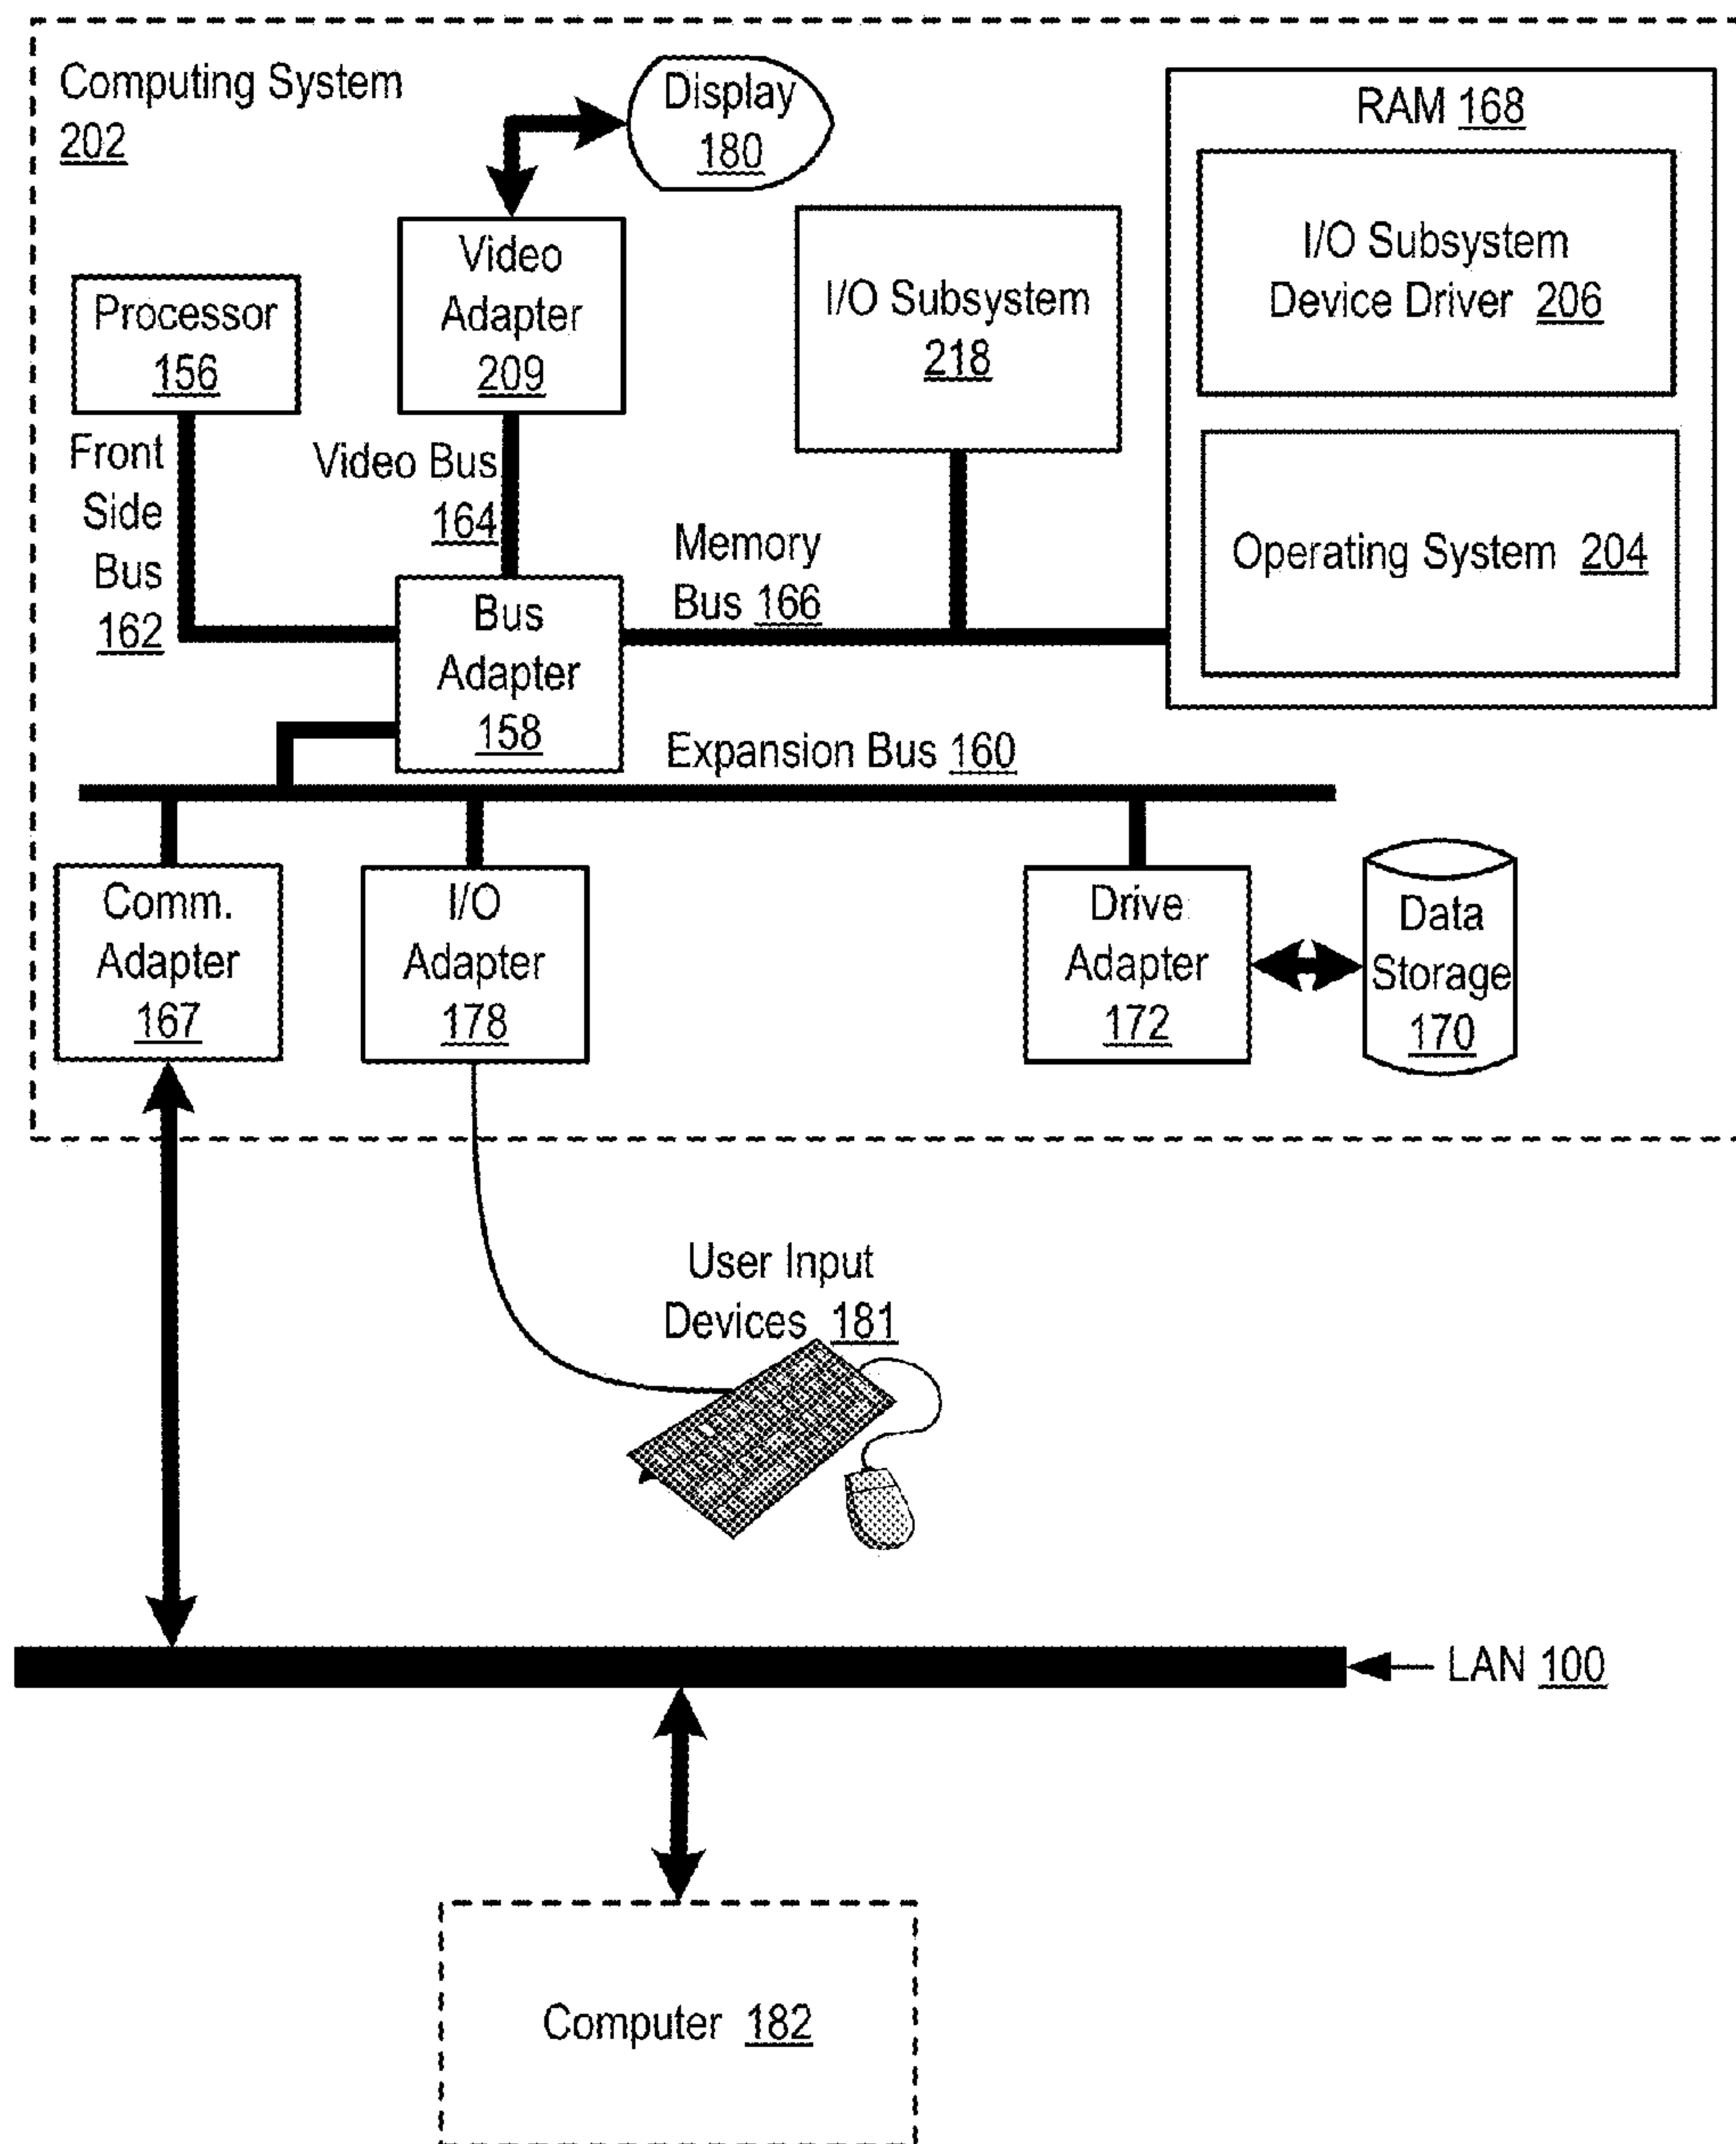 Computing System
202
Display
180
RAM 168
I/O Subsystem
Device Driver 206
Operating System 204
Video
Adapter
209
I/O Subsystem
218
Processor
156
Front
Side
Bus
162
Video Bus
164
Memory
Bus 166
Bus
Adapter
158
Expansion Bus 160
Comm.
Adapter
167
I/O
Adapter
178
Drive
Adapter
172
Data
Storage
170
User Input
Devices 181
LAN 100
Computer 182